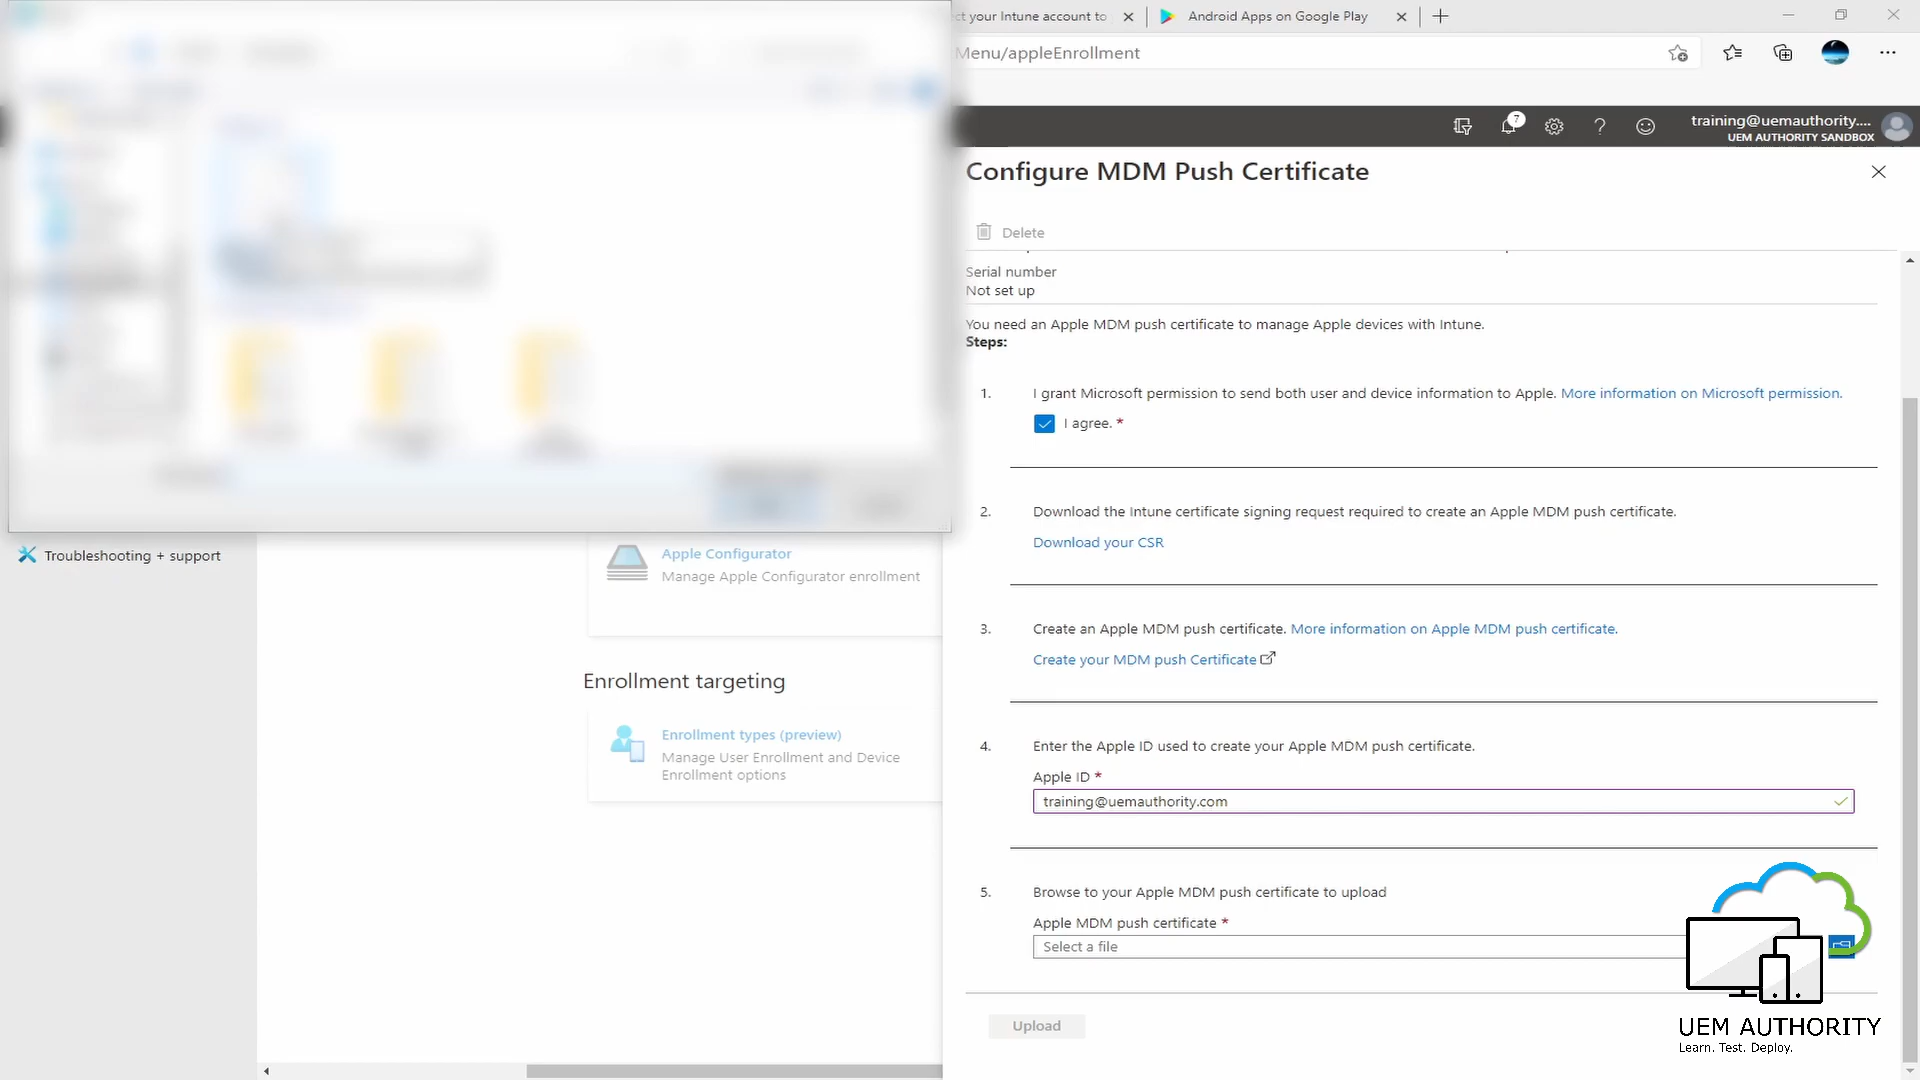 ct your Intune account to
Android Apps on Google Play
Menu/appleEnrollment
7
training@uemauthority....
UEM AUTHORITY SANDBOX
Configure MDM Push Certificate
Delete
Serial number
Not set up
You need an Apple MDM push certificate to manage Apple devices with Intune.
Steps:
1. I grant Microsoft permission to send both user and device information to Apple. More information on Microsoft permission.
I agree. *
2. Download the Intune certificate signing request required to create an Apple MDM push certificate.
Download your CSR
3. Create an Apple MDM push certificate. More information on Apple MDM push certificate.
Create your MDM push Certificate
4. Enter the Apple ID used to create your Apple MDM push certificate.
Apple ID *
training@uemauthority.com
5. Browse to your Apple MDM push certificate to upload
Apple MDM push certificate *
Select a file
Upload
Troubleshooting + support
Apple Configurator
Manage Apple Configurator enrollment
Enrollment targeting
Enrollment types (preview)
Manage User Enrollment and Device
Enrollment options
UEM AUTHORITY
Learn. Test. Deploy.